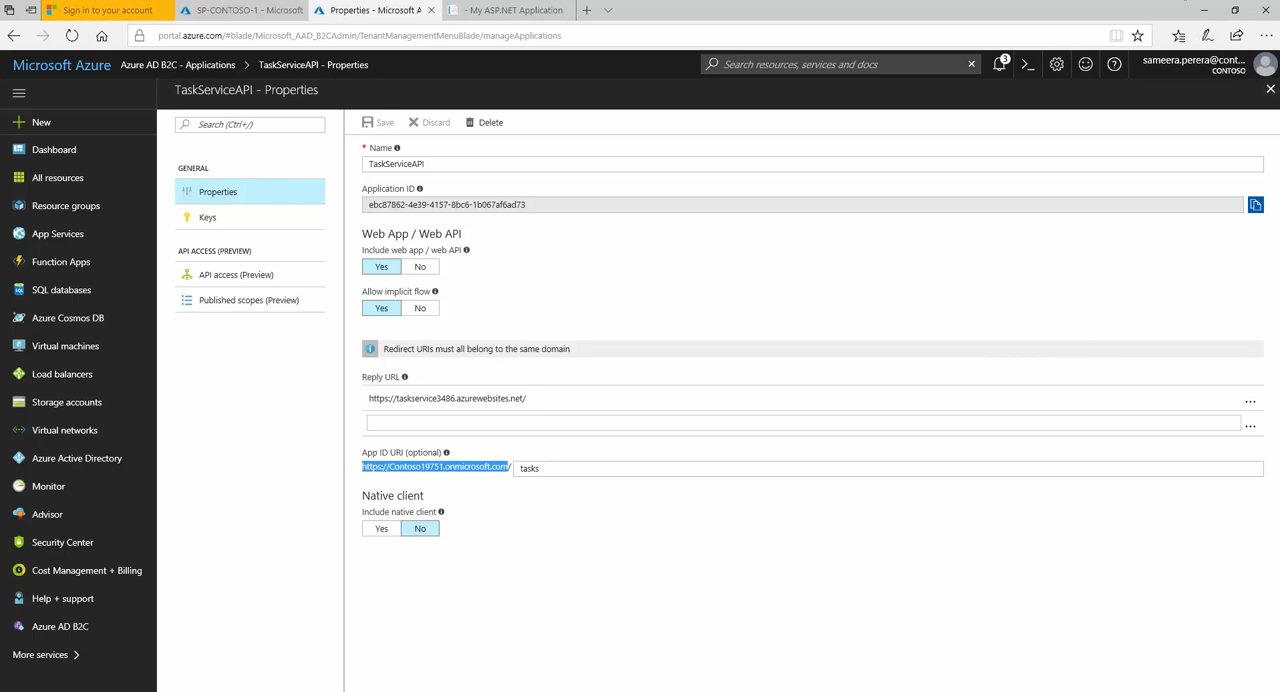 Sign in to your account
SP-CONTOSO-1 - Microsoft
Properties - Microsoft A
- My ASP.NET Application
portal.azure.com/#blade/Microsoft_AAD_B2CAdmin/TenantManagementMenuBlade/manageApplications
Microsoft Azure
Azure AD B2C - Applications > TaskServiceAPI - Properties
Search resources, services and docs
3
sameera.perera@cont...
CONTOSO
TaskServiceAPI - Properties
New
Dashboard
All resources
Resource groups
App Services
Function Apps
SQL databases
Azure Cosmos DB
Virtual machines
Load balancers
Storage accounts
Virtual networks
Azure Active Directory
Monitor
Advisor
Security Center
Cost Management + Billing
Help + support
Azure AD B2C
More services >
Search (Ctrl+/)
GENERAL
Properties
Keys
API ACCESS (PREVIEW)
API access (Preview)
Published scopes (Preview)
Save Discard Delete
* Name
TaskServiceAPI
Application ID
ebc87862-4e39-4157-8bc6-1b067af6ad73
Web App / Web API
Include web app / web API
Yes No
Allow implicit flow
Yes No
Redirect URIs must all belong to the same domain
Reply URL
https://taskservice3486.azurewebsites.net/
...
...
App ID URI (optional)
https://Contoso19751.onmicrosoft.com/ tasks
Native client
Include native client
Yes No